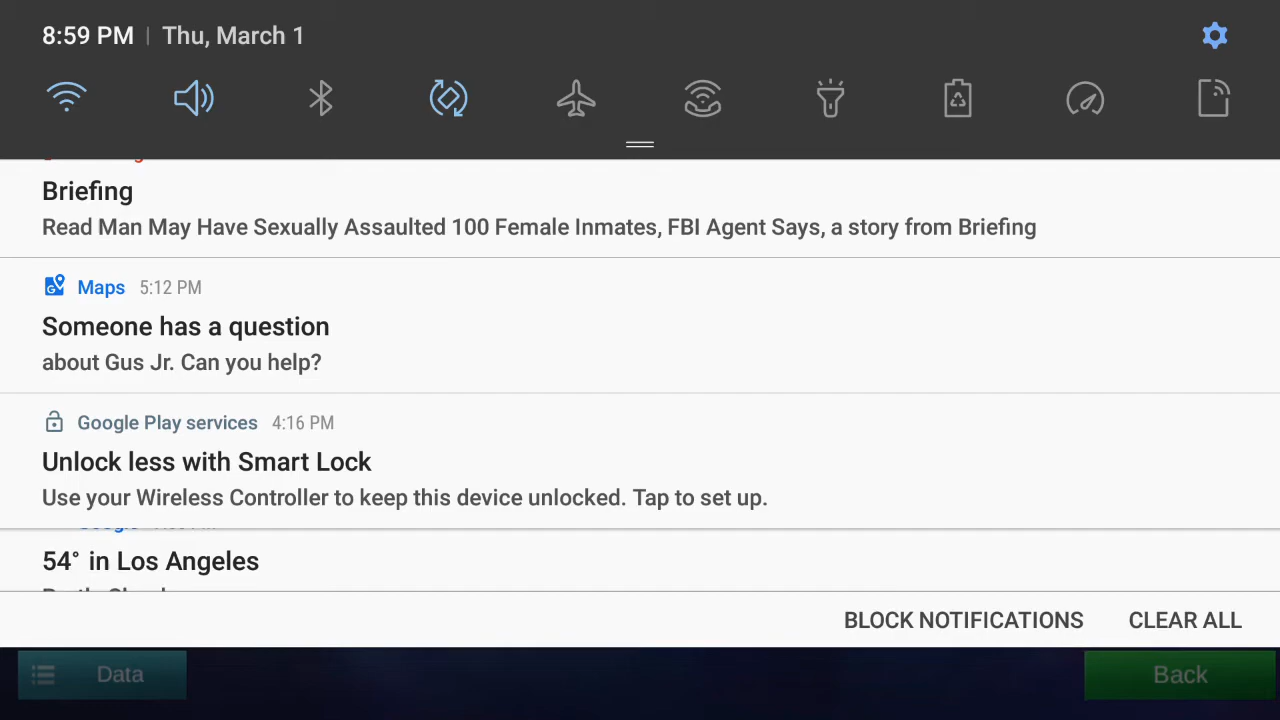 8:59 PM | Thu, March 1
Briefing
Read Man May Have Sexually Assaulted 100 Female Inmates, FBI Agent Says, a story from Briefing
Maps 5:12 PM
Someone has a question
about Gus Jr. Can you help?
Google Play services 4:16 PM
Unlock less with Smart Lock
Use your Wireless Controller to keep this device unlocked. Tap to set up.
54° in Los Angeles
BLOCK NOTIFICATIONS CLEAR ALL
Data Back